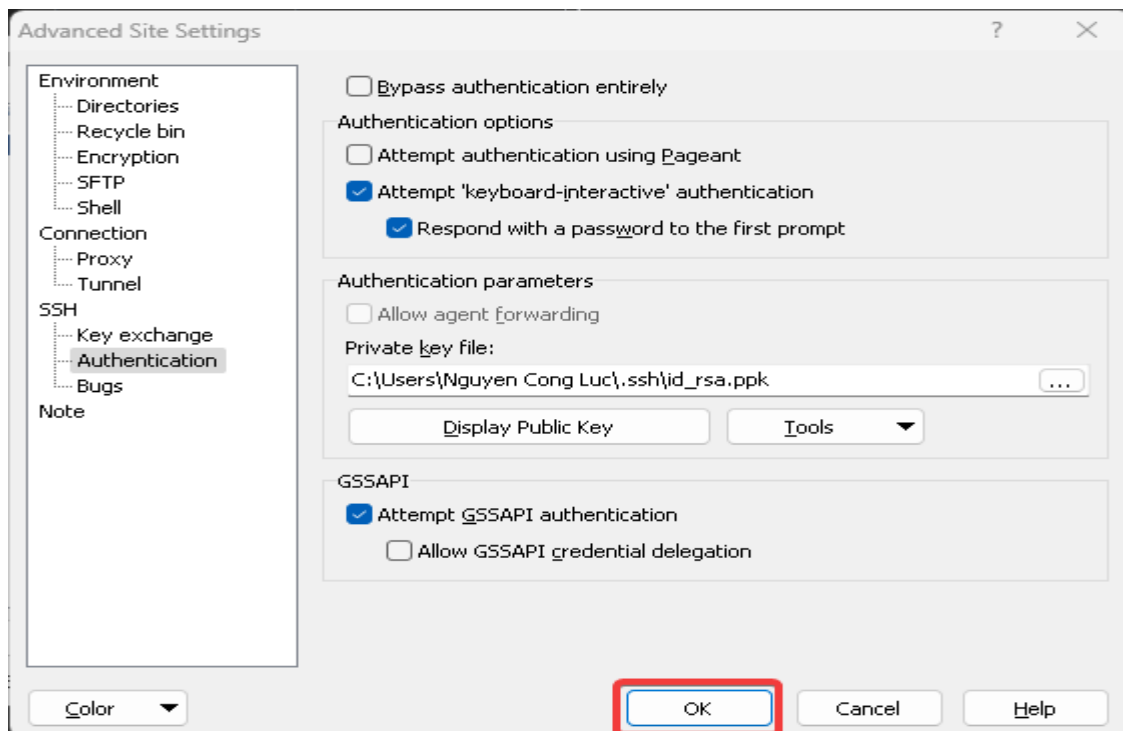 Advanced Site Settings
Environment
Directories
Recycle bin
Encryption
SFTP
Shell
Connection
Proxy
Tunnel
SSH
Key exchange
Authentication
Bugs
Note
Bypass authentication entirely
Authentication options
Attempt authentication using Pageant
Attempt 'keyboard-interactive' authentication
Respond with a password to the first prompt
Authentication parameters
Allow agent forwarding
Private key file:
C:\Users\Nguyen Cong Luc\.ssh\id_rsa.ppk
...
Display Public Key
Tools
GSSAPI
Attempt GSSAPI authentication
Allow GSSAPI credential delegation
Color
OK
Cancel
Help